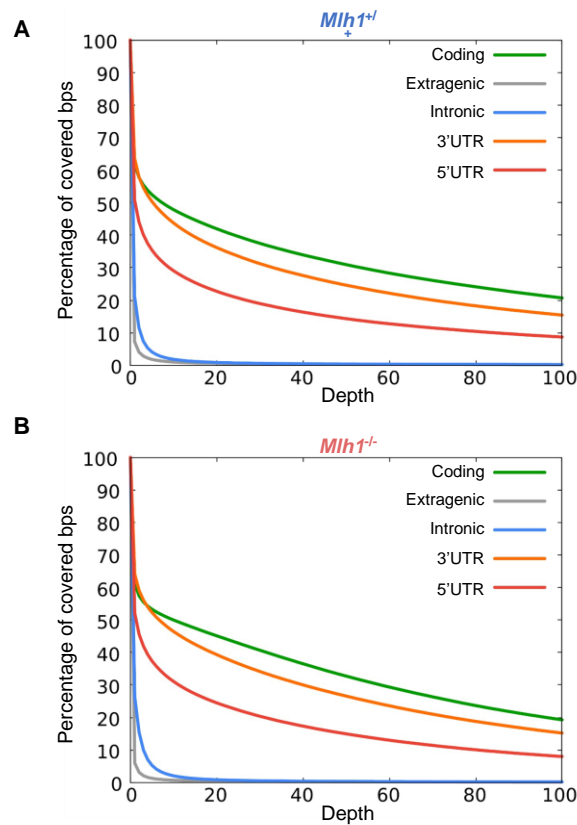 A
Mlh1+/
+
100
90
80
70
60
50
40
30
20
10
0
Percentage of covered bps
Coding
Extragenic
Intronic
3'UTR
5'UTR
0 20 40 60 80 100
Depth
B
Mlh1-/-
100
90
80
70
60
50
40
30
20
10
0
Percentage of covered bps
Coding
Extragenic
Intronic
3'UTR
5'UTR
0 20 40 60 80 100
Depth